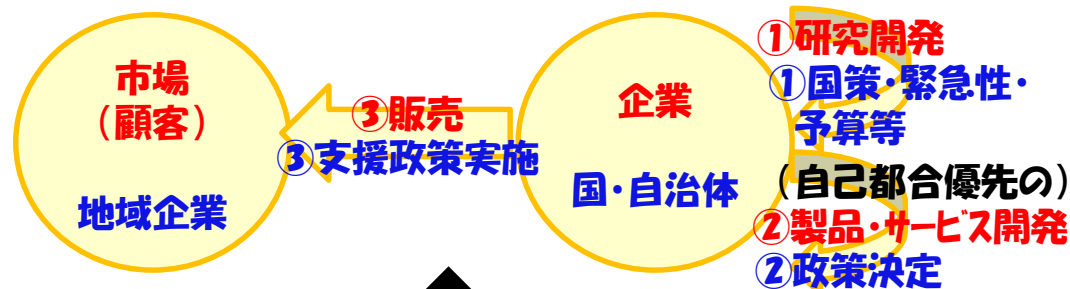 市場
（顧客）
地域企業
③販売
③支援政策実施
企業
国・自治体
①研究開発
①国策・緊急性・
予算等
（自己都合優先の）
②製品・サービス開発
②政策決定